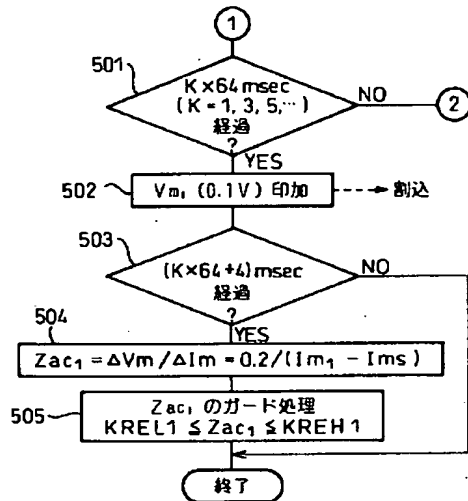 1
501
K×64msec
(K=1, 3, 5,…)
経過
?
NO
2
YES
502
Vm₁ (0.1V) 印加
割込
503
(K×64+4)msec
経過
?
NO
504
YES
Zac₁ = ΔVm / ΔIm = 0.2/(Im₁ − Ims)
505
Zac₁ のガード処理
KREL1 ≦ Zac₁ ≦ KREH1
終了